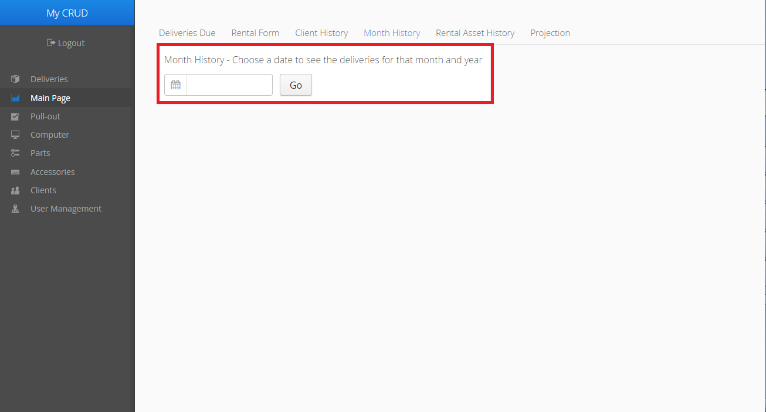 My CRUD
Logout
Deliveries
Main Page
Pull-out
Computer
Parts
Accessories
Clients
User Management
Deliveries Due Rental Form Client History Month History Rental Asset History Projection
Month History - Choose a date to see the deliveries for that month and year
Go